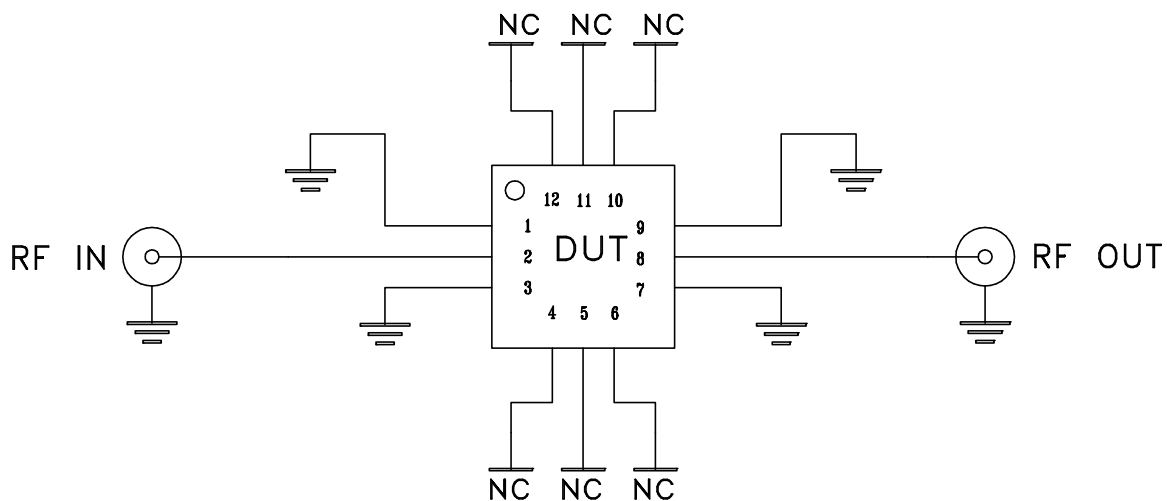 NC NC NC
12 11 10
1 9
RF IN 2 DUT 8 RF OUT
3 7
4 5 6
NC NC NC